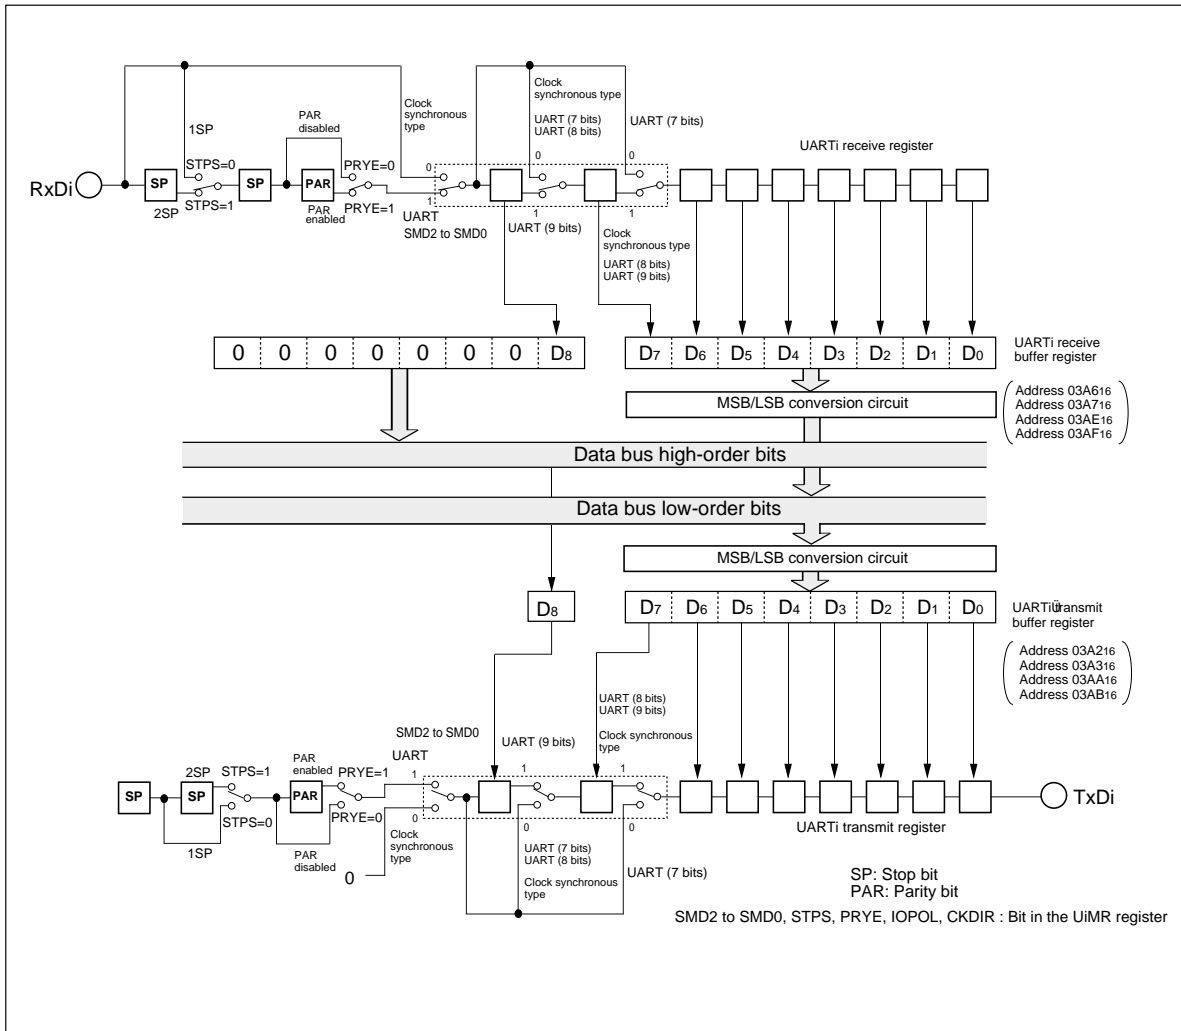 Clock
synchronous type
UART (7 bits)
UART (8 bits)
UART (7 bits)
Clock
synchronous
type
PAR
disabled
1SP
STPS=0
PRYE=0
0
0
0
UARTi receive register
RxDi
SP
SP
PAR
2SP
STPS=1
PAR
enabled
PRYE=1
1
UART
SMD2 to SMD0
1
UART (9 bits)
1
Clock
synchronous type
UART (8 bits)
UART (9 bits)
0 0 0 0 0 0 0 D8
D7 D6 D5 D4 D3 D2 D1 D0
UARTi receive
buffer register
MSB/LSB conversion circuit
Address 03A616
Address 03A716
Address 03AE16
Address 03AF16
Data bus high-order bits
Data bus low-order bits
MSB/LSB conversion circuit
D8
D7 D6 D5 D4 D3 D2 D1 D0
UARTiÜtransmit
buffer register
Address 03A216
Address 03A316
Address 03AA16
Address 03AB16
UART (8 bits)
UART (9 bits)
Clock synchronous
type
SMD2 to SMD0
UART
UART (9 bits)
2SP
STPS=1
PAR
enabled
PRYE=1
1
1
1
SP
SP
PAR
TxDi
STPS=0
PRYE=0
0
0
0
1SP
PAR
disabled
0
Clock
synchronous
type
UART (7 bits)
UART (8 bits)
Clock synchronous
type
UART (7 bits)
UARTi transmit register
SP: Stop bit
PAR: Parity bit
SMD2 to SMD0, STPS, PRYE, IOPOL, CKDIR : Bit in the UiMR register